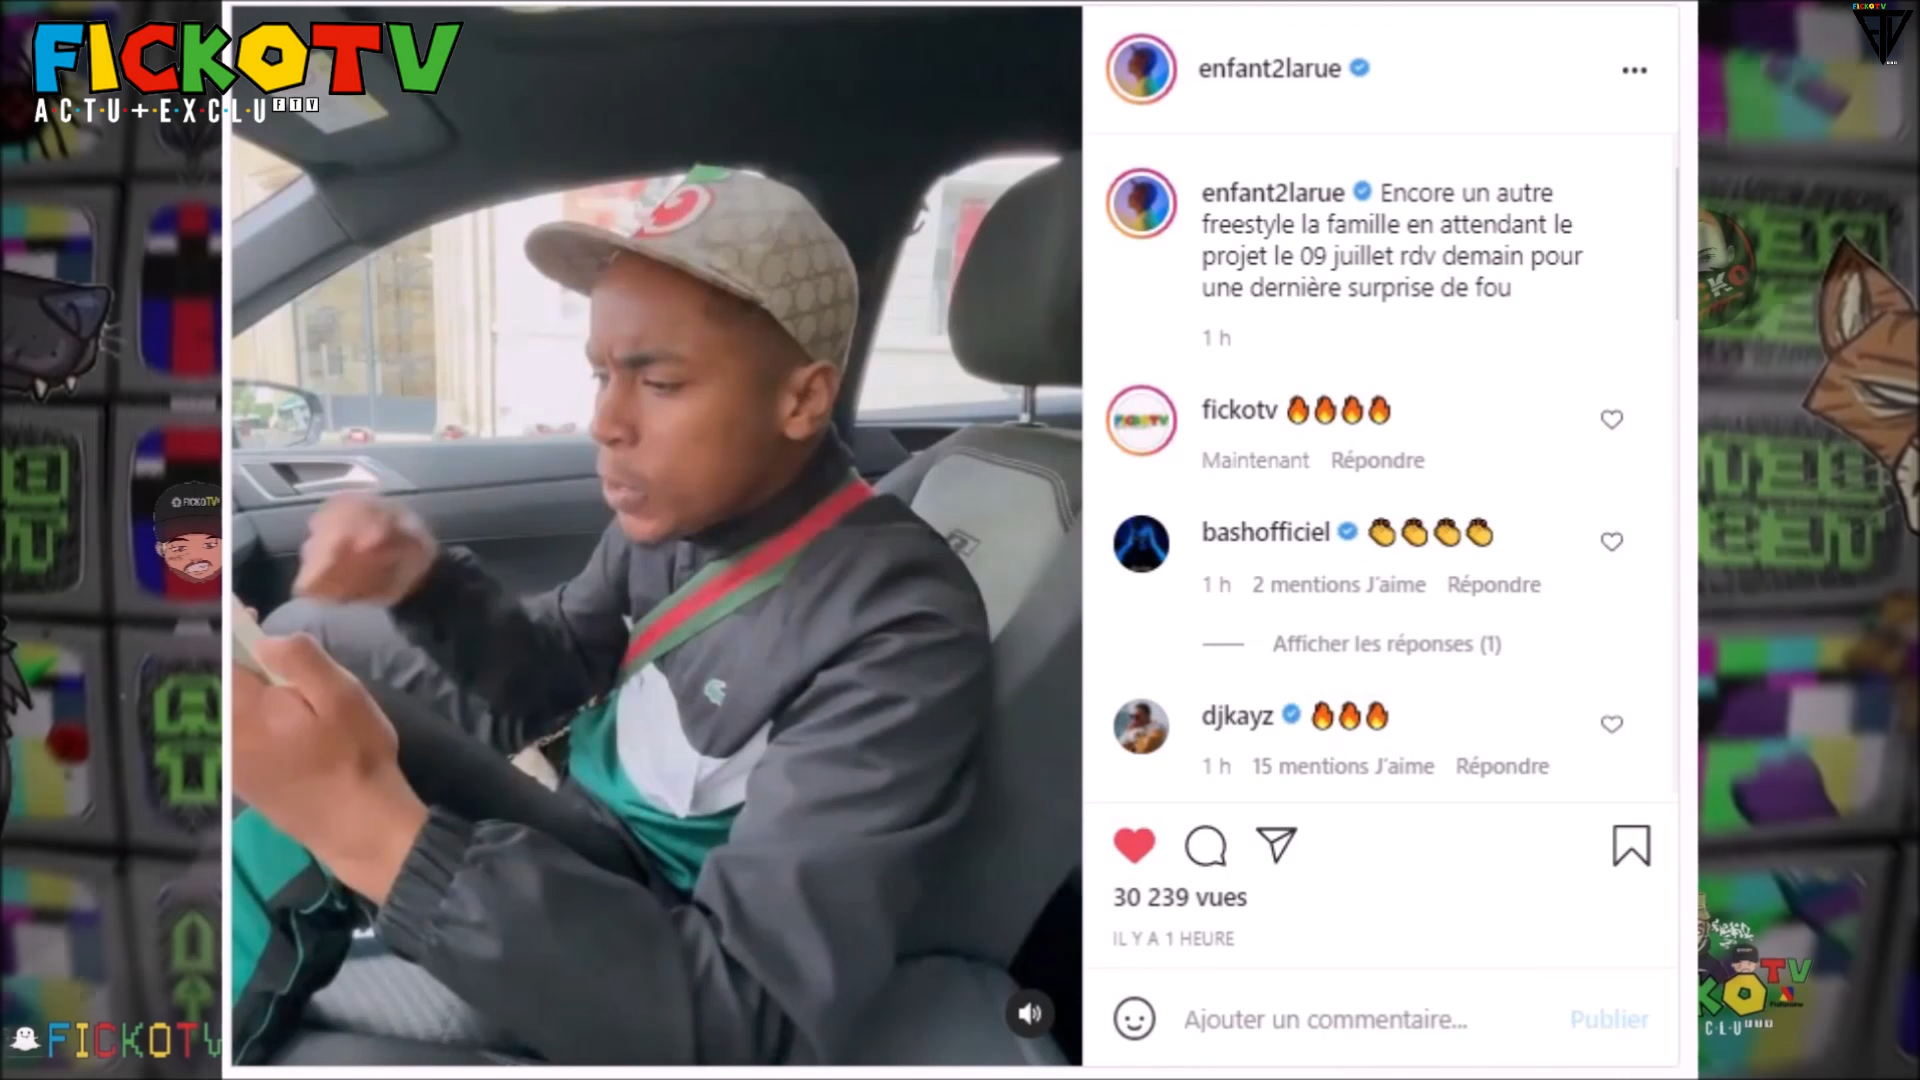 FICKOTV
ACTU+EXCLU FTV
FICKOTV
enfant2larue
enfant2larue Encore un autre
freestyle la famille en attendant le
projet le 09 juillet rdv demain pour
une dernière surprise de fou
1 h
fickotv 🔥🔥🔥🔥
Maintenant Répondre
FICKOTV
bashofficiel 👏👏👏👏
1 h 2 mentions J'aime Répondre
Afficher les réponses (1)
djkayz 🔥🔥🔥
1 h 15 mentions J'aime Répondre
30 239 vues
IL Y A 1 HEURE
Ajouter un commentaire... Publier
FICKOTV
FICKOTV